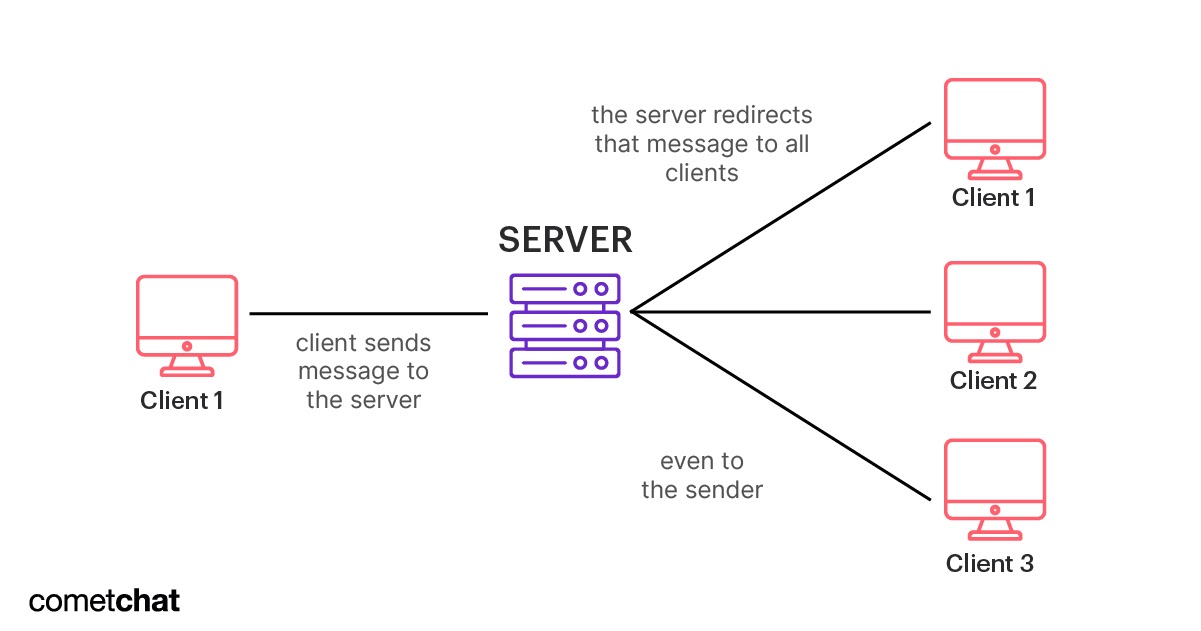 the server redirects
that message to all
clients
Client 1
SERVER
client sends
message to
the server
Client 1
Client 2
even to
the sender
Client 3
cometchat